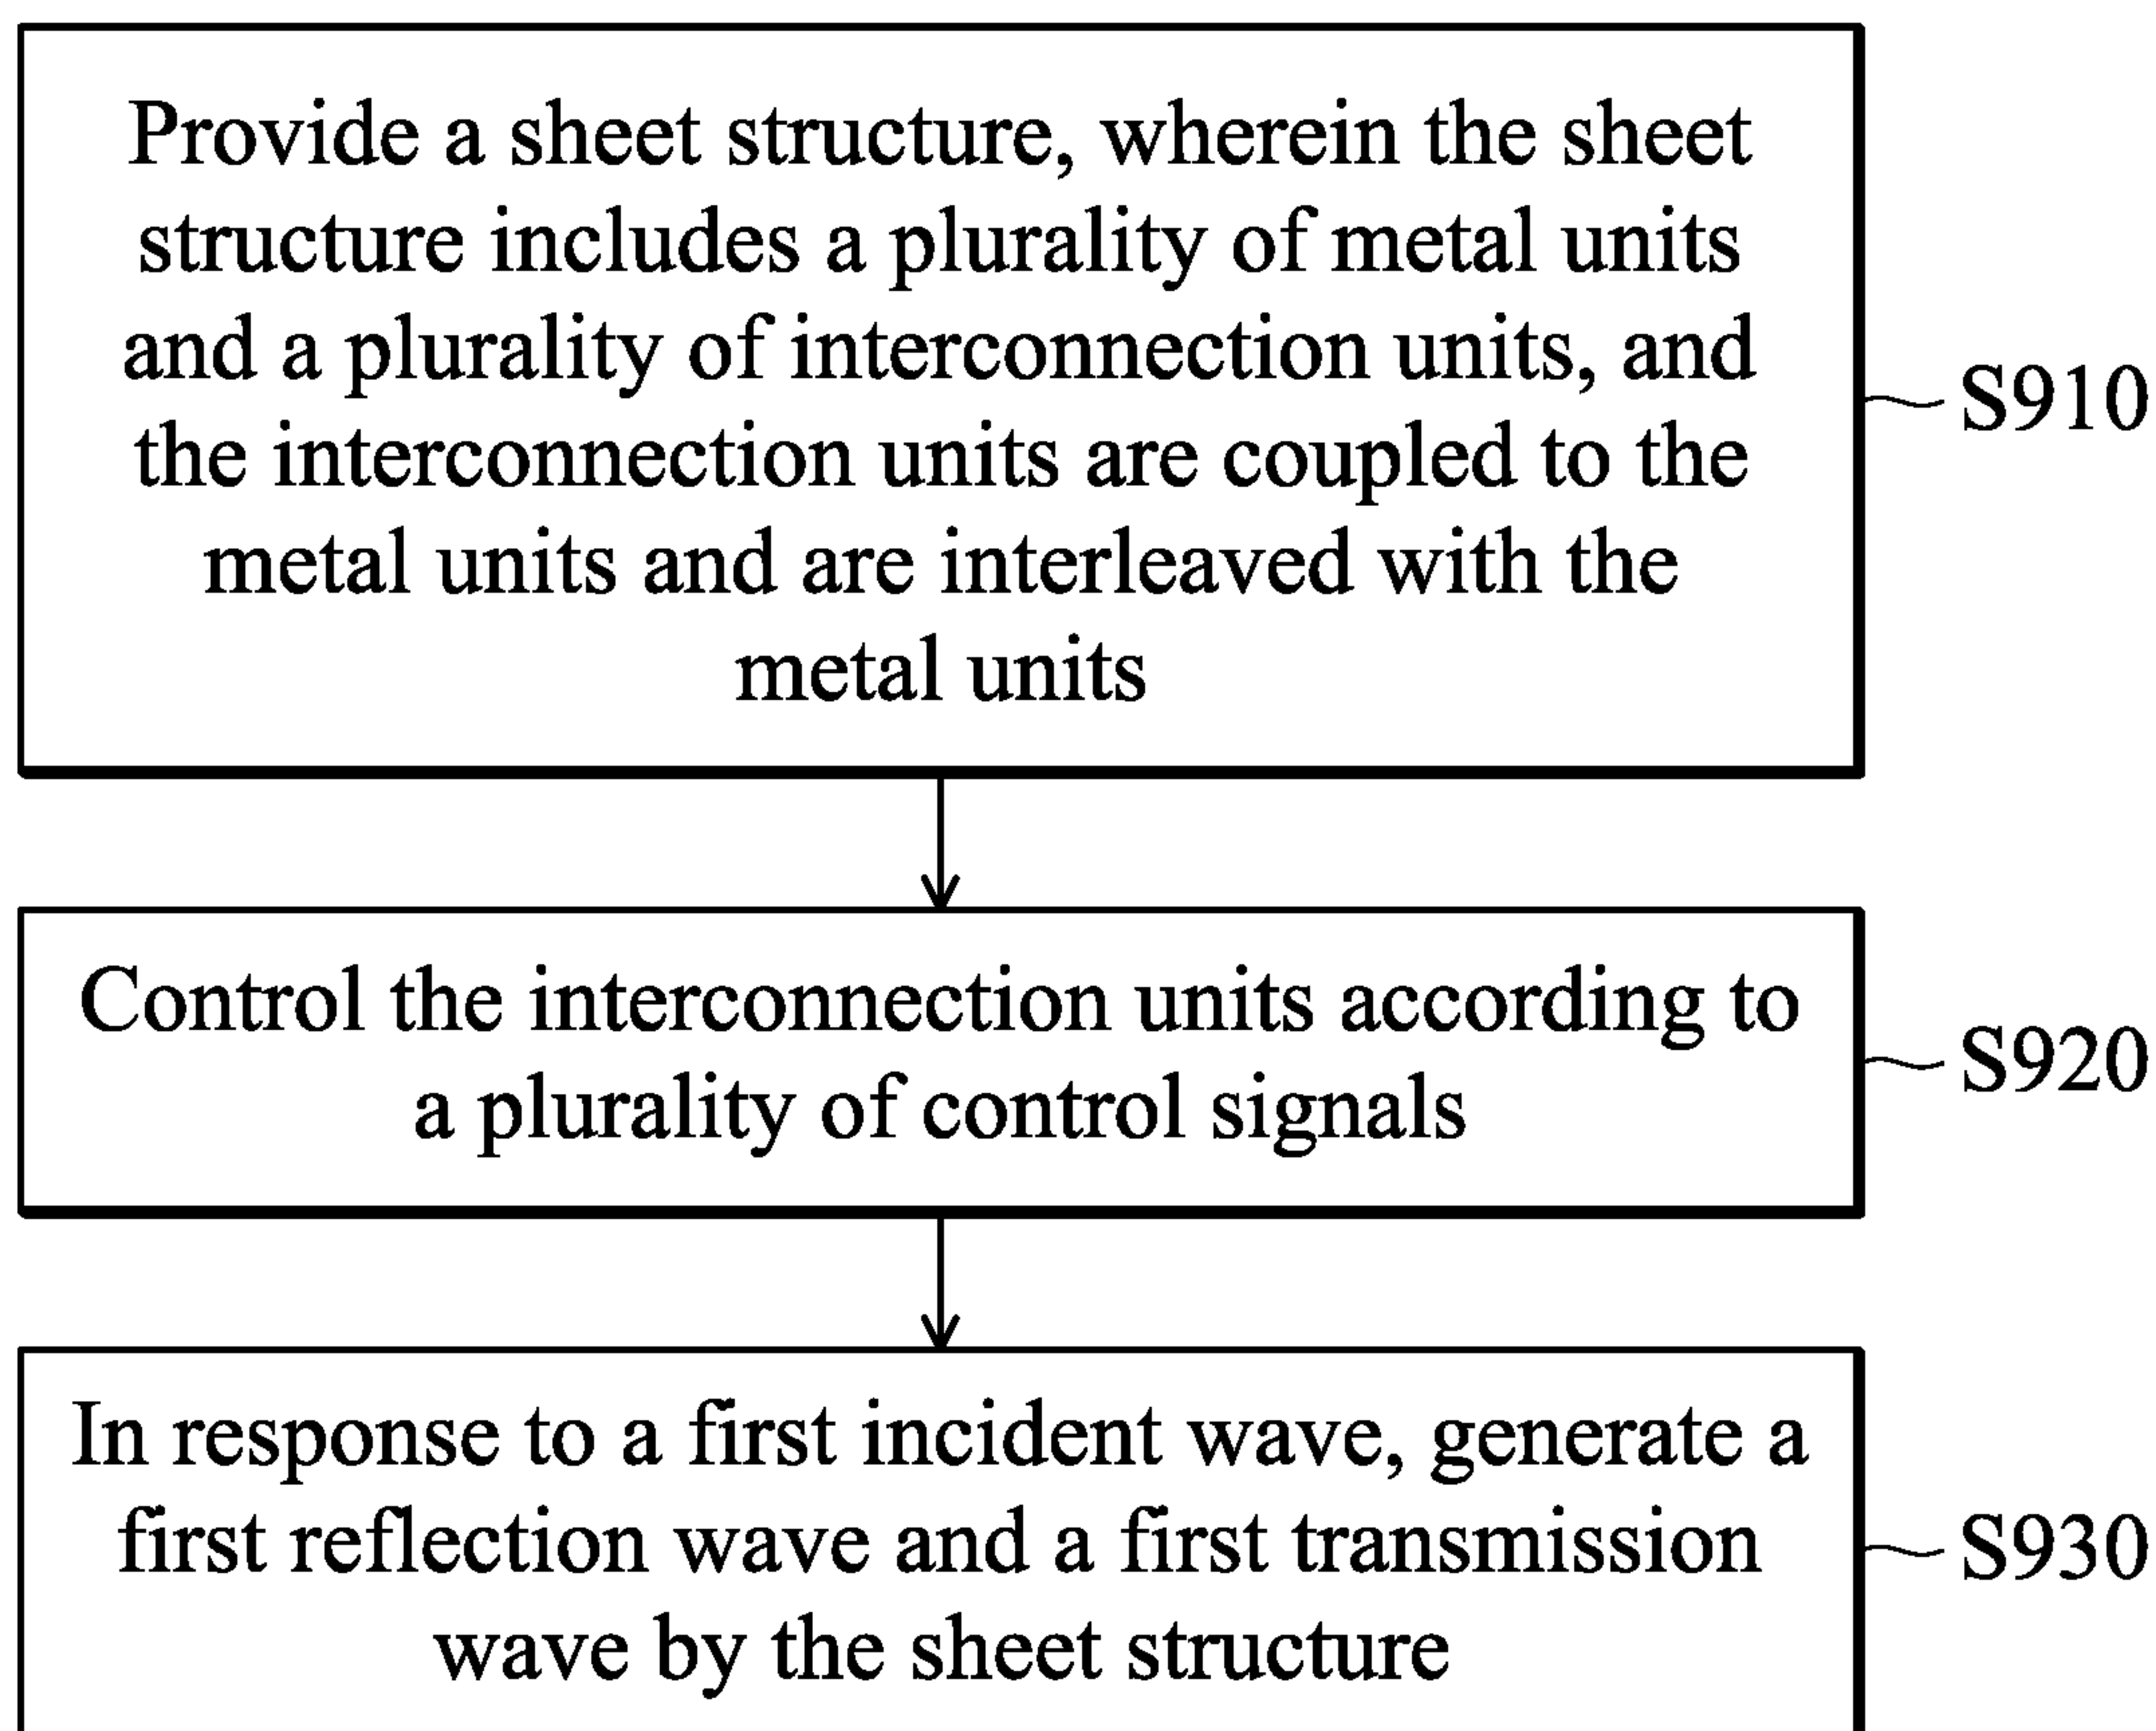 Provide a sheet structure, wherein the sheet
structure includes a plurality of metal units
and a plurality of interconnection units, and
the interconnection units are coupled to the
metal units and are interleaved with the
metal units
S910
Control the interconnection units according to
a plurality of control signals
S920
In response to a first incident wave, generate a
first reflection wave and a first transmission
wave by the sheet structure
S930